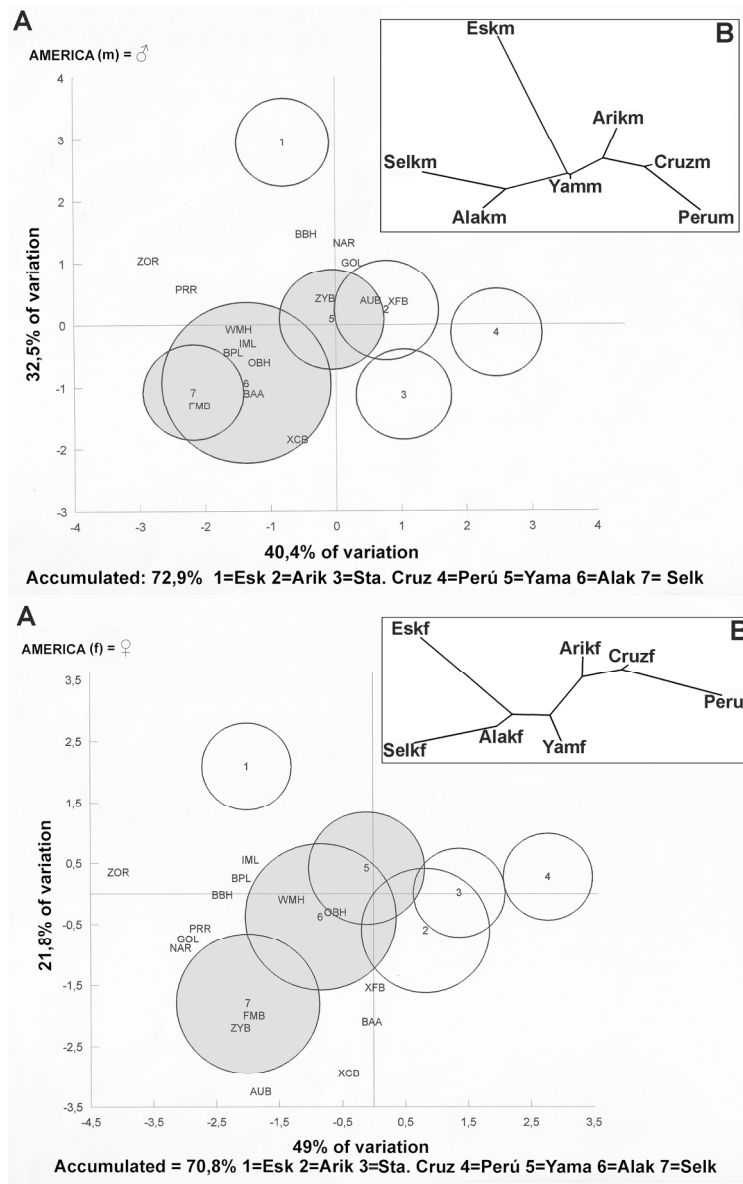 A
AMERICA (m) = ♂
B
Eskm
Arikm
Selkm
Cruzm
Yamm
Alakm
Perum
4
3
2
1
0
-1
-2
-3
32,5% of variation
1
BBH
NAR
ZOR
GOL
PRR
ZYB
AUB
XFB
2
5
4
WMH
IML
BPL
OBH
6
7
BAA
3
FMB
XCB
-4
-3
-2
-1
0
1
2
3
4
40,4% of variation
Accumulated: 72,9% 1=Esk 2=Arik 3=Sta. Cruz 4=Perú 5=Yama 6=Alak 7= Selk
A
AMERICA (f) = ♀
B
Eskf
Arikf
Cruzf
Peru
Alakf
Selkf
Yamf
3,5
2,5
1,5
0,5
-0,5
-1,5
-2,5
-3,5
21,8% of variation
1
IML
ZOR
5
4
BPL
BBH
WMH
3
OBH
6
PRR
2
GOL
NAR
XFB
7
FMB
BAA
ZYB
XCB
AUB
-4,5
-3,5
-2,5
-1,5
-0,5
0,5
1,5
2,5
3,5
49% of variation
Accumulated = 70,8% 1=Esk 2=Arik 3=Sta. Cruz 4=Perú 5=Yama 6=Alak 7=Selk